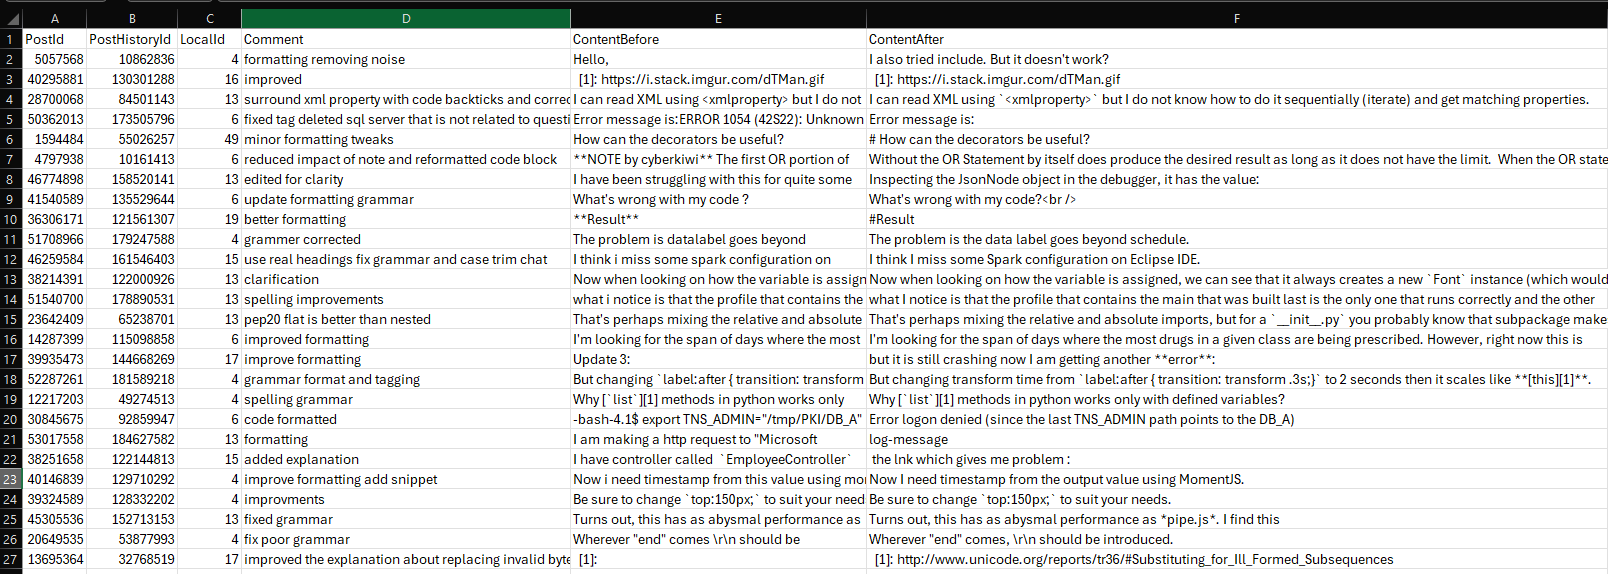 A B C D E F
1 PostId PostHistoryId LocalId Comment ContentBefore ContentAfter
2 5057568 10862836 4 formatting removing noise Hello, I also tried include. But it doesn't work?
3 40295881 130301288 16 improved [1]: https://i.stack.imgur.com/dTMan.gif [1]: https://i.stack.imgur.com/dTMan.gif
4 28700068 84501143 13 surround xml property with code backticks and correc I can read XML using <xmlproperty> but I do not I can read XML using `<xmlproperty>` but I do not know how to do it sequentially (iterate) and get matching properties.
5 50362013 173505796 6 fixed tag deleted sql server that is not related to questi Error message is:ERROR 1054 (42S22): Unknown Error message is:
6 1594484 55026257 49 minor formatting tweaks How can the decorators be useful? # How can the decorators be useful?
7 4797938 10161413 6 reduced impact of note and reformatted code block **NOTE by cyberkiwi** The first OR portion of Without the OR Statement by itself does produce the desired result as long as it does not have the limit. When the OR state
8 46774898 158520141 13 edited for clarity I have been struggling with this for quite some Inspecting the JsonNode object in the debugger, it has the value:
9 41540589 135529644 6 update formatting grammar What's wrong with my code ? What's wrong with my code?<br />
10 36306171 121561307 19 better formatting **Result** #Result
11 51708966 179247588 4 grammer corrected The problem is datalabel goes beyond The problem is the data label goes beyond schedule.
12 46259584 161546403 15 use real headings fix grammar and case trim chat I think i miss some spark configuration on I think I miss some Spark configuration on Eclipse IDE.
13 38214391 122000926 13 clarification Now when looking on how the variable is assign Now when looking on how the variable is assigned, we can see that it always creates a new `Font` instance (which would
14 51540700 178890531 13 spelling improvements what i notice is that the profile that contains the what I notice is that the profile that contains the main that was built last is the only one that runs correctly and the other
15 23642409 65238701 13 pep20 flat is better than nested That's perhaps mixing the relative and absolute That's perhaps mixing the relative and absolute imports, but for a `__init__.py` you probably know that subpackage make
16 14287399 115098858 6 improved formatting I'm looking for the span of days where the most I'm looking for the span of days where the most drugs in a given class are being prescribed. However, right now this is
17 39935473 144668269 17 improve formatting Update 3: but it is still crashing now I am getting another **error**:
18 52287261 181589218 4 grammar format and tagging But changing `label:after { transition: transform But changing transform time from `label:after { transition: transform .3s;}` to 2 seconds then it scales like **[this][1]**.
19 12217203 49274513 4 spelling grammar Why [`list`][1] methods in python works only Why [`list`][1] methods in python works only with defined variables?
20 30845675 92859947 6 code formatted -bash-4.1$ export TNS_ADMIN="/tmp/PKI/DB_A" Error logon denied (since the last TNS_ADMIN path points to the DB_A)
21 53017558 184627582 13 formatting I am making a http request to "Microsoft log-message
22 38251658 122144813 15 added explanation I have controller called `EmployeeController` the lnk which gives me problem :
23 40146839 129710292 4 improve formatting add snippet Now i need timestamp from this value using mor Now I need timestamp from the output value using MomentJS.
24 39324589 128332202 4 improvments Be sure to change `top:150px;` to suit your need Be sure to change `top:150px;` to suit your needs.
25 45305536 152713153 13 fixed grammar Turns out, this has as abysmal performance as Turns out, this has as abysmal performance as *pipe.js*. I find this
26 20649535 53877993 4 fix poor grammar Wherever "end" comes \r\n should be Wherever "end" comes, \r\n should be introduced.
27 13695364 32768519 17 improved the explanation about replacing invalid byte [1]: [1]: http://www.unicode.org/reports/tr36/#Substituting_for_Ill_Formed_Subsequences